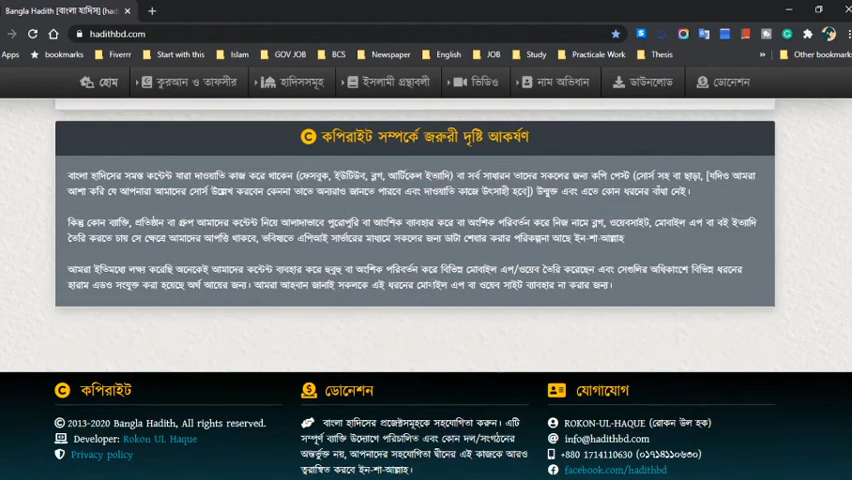 Bangla Hadith [বাংলা হাদিস] (had
hadithbd.com
Apps bookmarks Fiverrr Start with this Islam GOV JOB BCS Newspaper English JOB Study Practicale Work Thesis Other bookmarks
হোম কুরআন ও তাফসীর হাদিসসমূহ ইসলামী গ্রন্থাবলী ভিডিও নাম অভিধান ডাউনলোড ডোনেশন
কপিরাইট সম্পর্কে জরুরী দৃষ্টি আকর্ষণ
বাংলা হাদিসের সমস্ত কন্টেন্ট যারা দাওয়াতি কাজ করে থাকেন (ফেসবুক, ইউটিউব, ব্লগ, আর্টিকেল ইত্যাদি) বা সর্ব সাধারন তাদের সকলের জন্য কপি পেস্ট (সোর্স সহ বা ছাড়া, [যদিও আমরা
আশা করি যে আপনারা আমাদের সোর্স উল্লেখ করবেন কেননা তাতে অন্যরাও জানতে পারবে এবং দাওয়াতি কাজে উৎসাহী হবে]) উন্মুক্ত এবং এতে কোন ধরনের বাঁধা নেই।
কিন্তু কোন ব্যাক্তি, প্রতিষ্ঠান বা গ্রুপ আমাদের কন্টেন্ট নিয়ে আলাদাভাবে পুরোপুরি বা আংশিক ব্যাবহার করে বা অংশিক পরিবর্তন করে নিজ নামে ব্লগ, ওয়েবসাইট, মোবাইল এপ বা বই ইত্যাদি
তৈরি করতে চায় সে ক্ষেত্রে আমাদের আপত্তি থাকবে, ভবিষ্যতে এপিআই সার্ভারের মাধ্যমে সকলের জন্য ডাটা শেয়ার করার পরিকল্পনা আছে ইন-শা-আল্লাহ
আমরা ইতিমধ্যে লক্ষ্য করেছি অনেকেই আমাদের কন্টেন্ট ব্যবহার করে হুবুহু বা অংশিক পরিবর্তন করে বিভিন্ন মোবাইল এপ/ওয়েব তৈরি করেছেন এবং সেগুলির অধিকাংশে বিভিন্ন ধরনের
হারাম এডও সংযুক্ত করা হয়েছে অর্থ আয়ের জন্য। আমরা আহবান জানাই সকলকে এই ধরনের মোবাইল এপ বা ওয়েব সাইট ব্যাবহার না করার জন্য।
কপিরাইট
© 2013-2020 Bangla Hadith, All rights reserved.
Developer: Rokon UL Haque
Privacy policy
ডোনেশন
বাংলা হাদিসের প্রজেক্টসমূহকে সহযোগিতা করুন। এটি
সম্পূর্ণ ব্যাক্তি উদ্যোগে পরিচালিত এবং কোন দল/সংগঠনের
অন্তর্ভুক্ত নয়, আপনাদের সহযোগিতা দ্বীনের এই কাজকে আরও
ত্বরান্বিত করবে ইন-শা-আল্লাহ।
যোগাযোগ
ROKON-UL-HAQUE (রোকন উল হক)
info@hadithbd.com
+880 1714110630 (০১৭১৪১১০৬৩০)
facebook.com/hadithbd